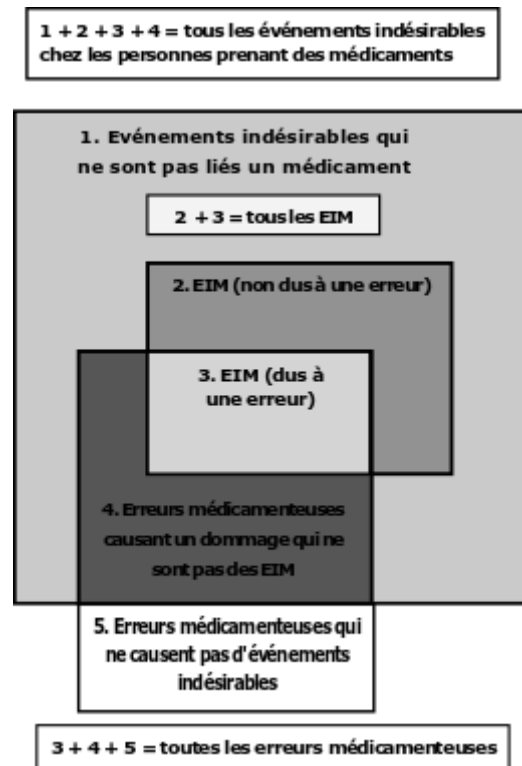 1 + 2 + 3 + 4 = tous les événements indésirables
chez les personnes prenant des médicaments
1. Evénements indésirables qui
ne sont pas liés un médicament
2 + 3 = tous les EIM
2. EIM (non dus à une erreur)
3. EIM (dus à
une erreur)
4. Erreurs médicamenteuses
causant un dommage qui ne
sont pas des EIM
5. Erreurs médicamenteuses qui
ne causent pas d'événements
indésirables
3 + 4 + 5 = toutes les erreurs médicamenteuses